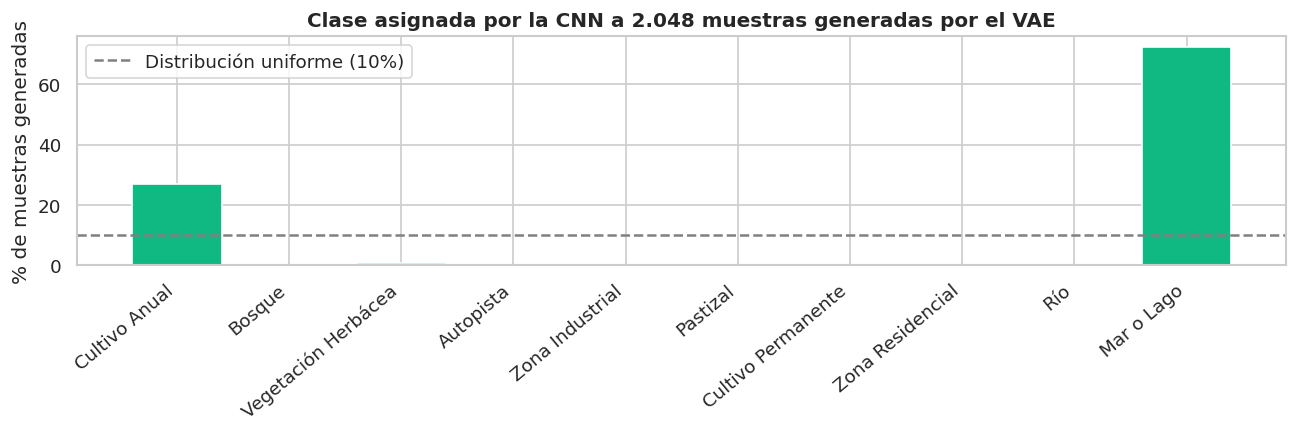 Clase asignada por la CNN a 2.048 muestras generadas por el VAE
Distribución uniforme (10%)
% de muestras generadas
60
40
20
0
Cultivo Anual
Bosque
Vegetación Herbácea
Autopista
Zona Industrial
Pastizal
Cultivo Permanente
Zona Residencial
Río
Mar o Lago